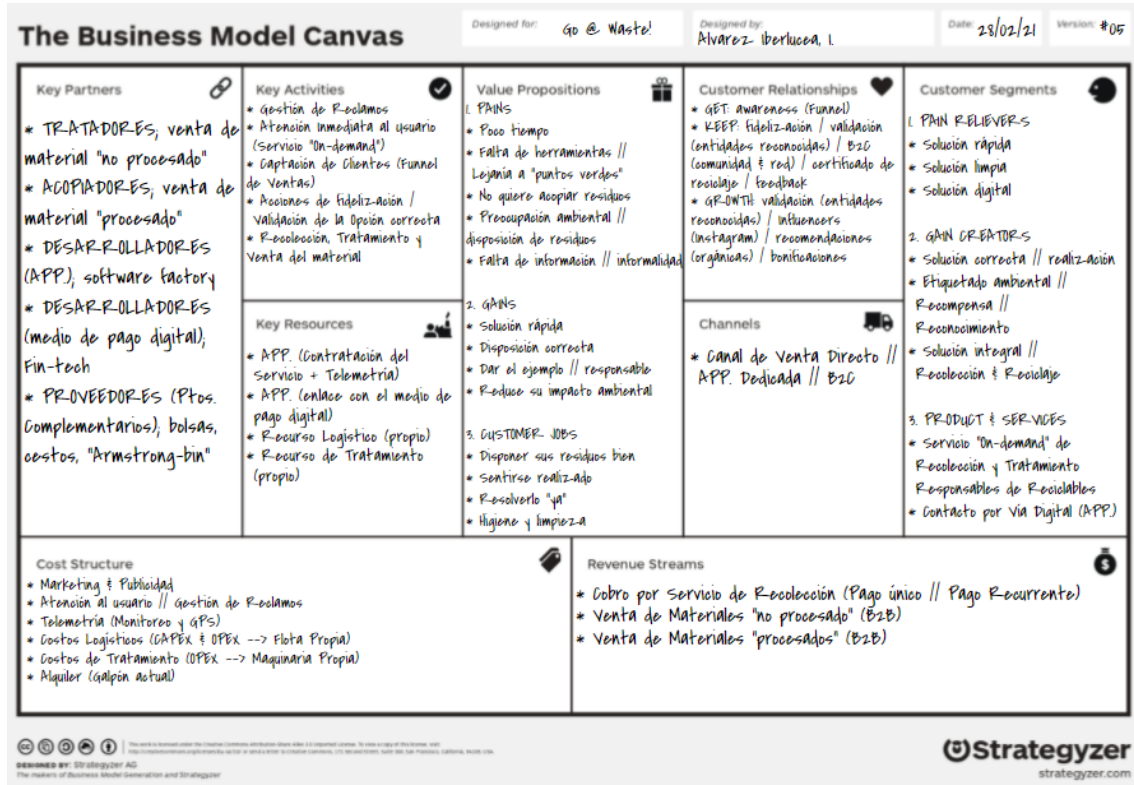 The Business Model Canvas
Designed for:
Go @ Waste!
Designed by:
Alvarez Iberlucea, I.
Date:
28/02/21
Version:
#05
Key Partners
* TRATADORES; venta de
material "no procesado"
* ACOPIADORES; venta de
material "procesado"
* DESARROLLADORES
(APP.); software factory
* DESARROLLADORES
(medio de pago digital);
Fin-tech
* PROVEEDORES (Ptos.
Complementarios); bolsas,
cestos, "Armstrong-bin"
Key Activities
* Gestión de Reclamos
* Atención inmediata al usuario
(Servicio "On-demand")
* Captación de Clientes (Funnel
de Ventas)
* Acciones de fidelización /
Validación de la Opción correcta
* Recolección, Tratamiento y
Venta del material
Key Resources
* APP. (Contratación del
Servicio + Telemetría)
* APP. (enlace con el medio de
pago digital)
* Recurso Logístico (propio)
* Recurso de Tratamiento
(propio)
Value Propositions
1. PAINS
* Poco tiempo
* Falta de herramientas //
Lejanía a "puntos verdes"
* No quiere acopiar residuos
* Preocupación ambiental //
disposición de residuos
* Falta de información // informalidad
2. GAINS
* Solución rápida
* Disposición correcta
* Dar el ejemplo // responsable
* Reduce su impacto ambiental
3. CUSTOMER JOBS
* Disponer sus residuos bien
* Sentirse realizado
* Resolverlo "ya"
* Higiene y limpieza
Customer Relationships
* GET: awareness (Funnel)
* KEEP: fidelización / validación
(entidades reconocidas) / B2C
(comunidad & red) / certificado de
reciclaje / feedback
* GROWTH: validación (entidades
reconocidas) / influencers
(instagram) / recomendaciones
(orgánicas) / bonificaciones
Channels
* Canal de Venta Directo //
APP. Dedicada // B2C
Customer Segments
1. PAIN RELIEVERS
* Solución rápida
* Solución limpia
* Solución digital
2. GAIN CREATORS
* Solución correcta // realización
* Etiquetado ambiental //
Recompensa //
Reconocimiento
* Solución integral //
Recolección & Reciclaje
3. PRODUCT & SERVICES
* Servicio "On-demand" de
Recolección y Tratamiento
Responsables de Reciclables
* Contacto por Vía Digital (APP.)
Cost Structure
* Marketing & Publicidad
* Atención al usuario // Gestión de Reclamos
* Telemetría (Monitoreo y GPS)
* Costos Logísticos (CAPEx & OPEx --> Flota Propia)
* Costos de Tratamiento (OPEx --> Maquinaria Propia)
* Alquiler (Galpón actual)
Revenue Streams
* Cobro por Servicio de Recolección (Pago único // Pago Recurrente)
* Venta de Materiales "no procesado" (B2B)
* Venta de Materiales "procesados" (B2B)
DESIGNED BY: Strategyzer AG
The makers of Business Model Generation and Strategyzer
Strategyzer
strategyzer.com